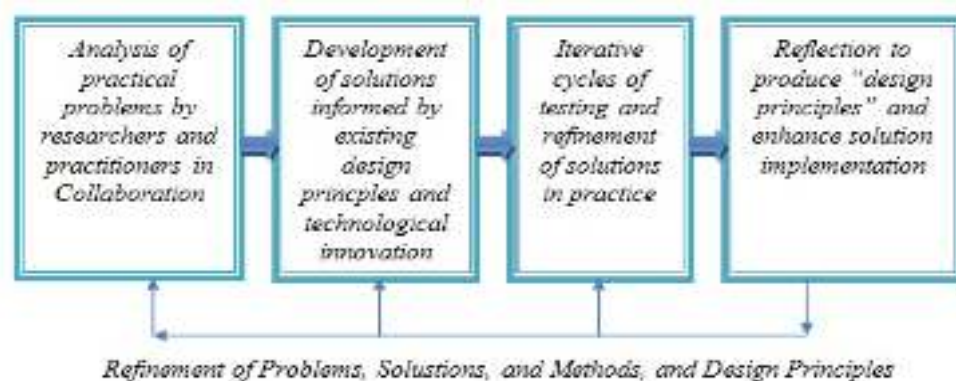 Analysis of
practical
problems by
researchers and
practitioners in
Collaboration
Development
of solutions
informed by
existing
design
princples and
technological
innovation
Iterative
cycles of
testing and
refinement
of solutions
in practice
Reflection to
produce "design
principles" and
enhance solution
implementation
Refinement of Problems, Solustions, and Methods, and Design Principles